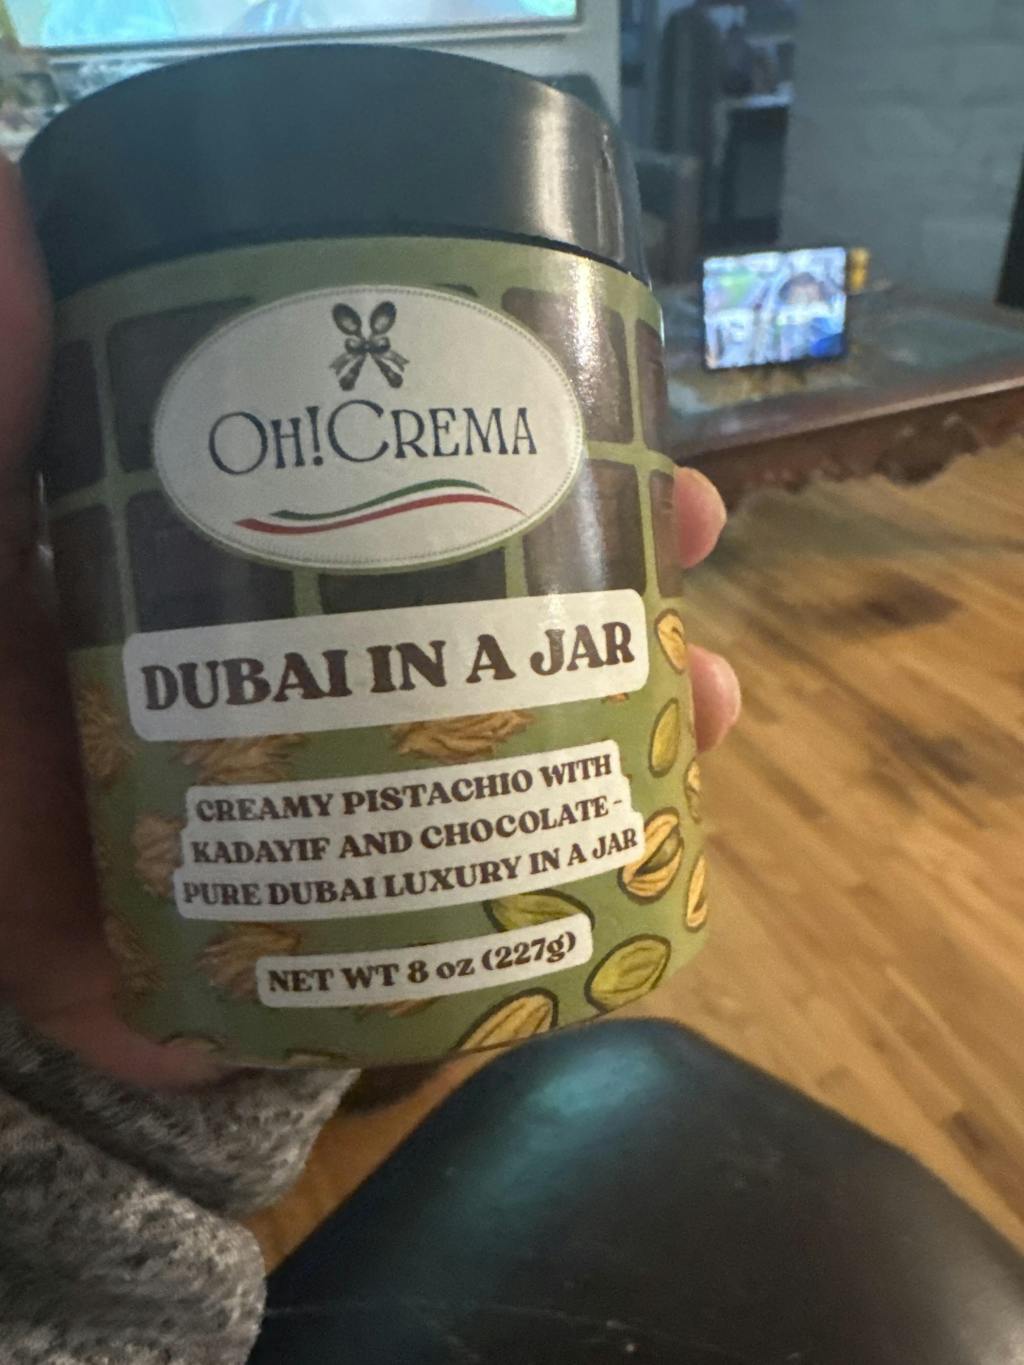 OH!CREMA
DUBAI IN A JAR
CREAMY PISTACHIO WITH
KADAYIF AND CHOCOLATE -
PURE DUBAI LUXURY IN A JAR
NET WT 8 oz (227g)